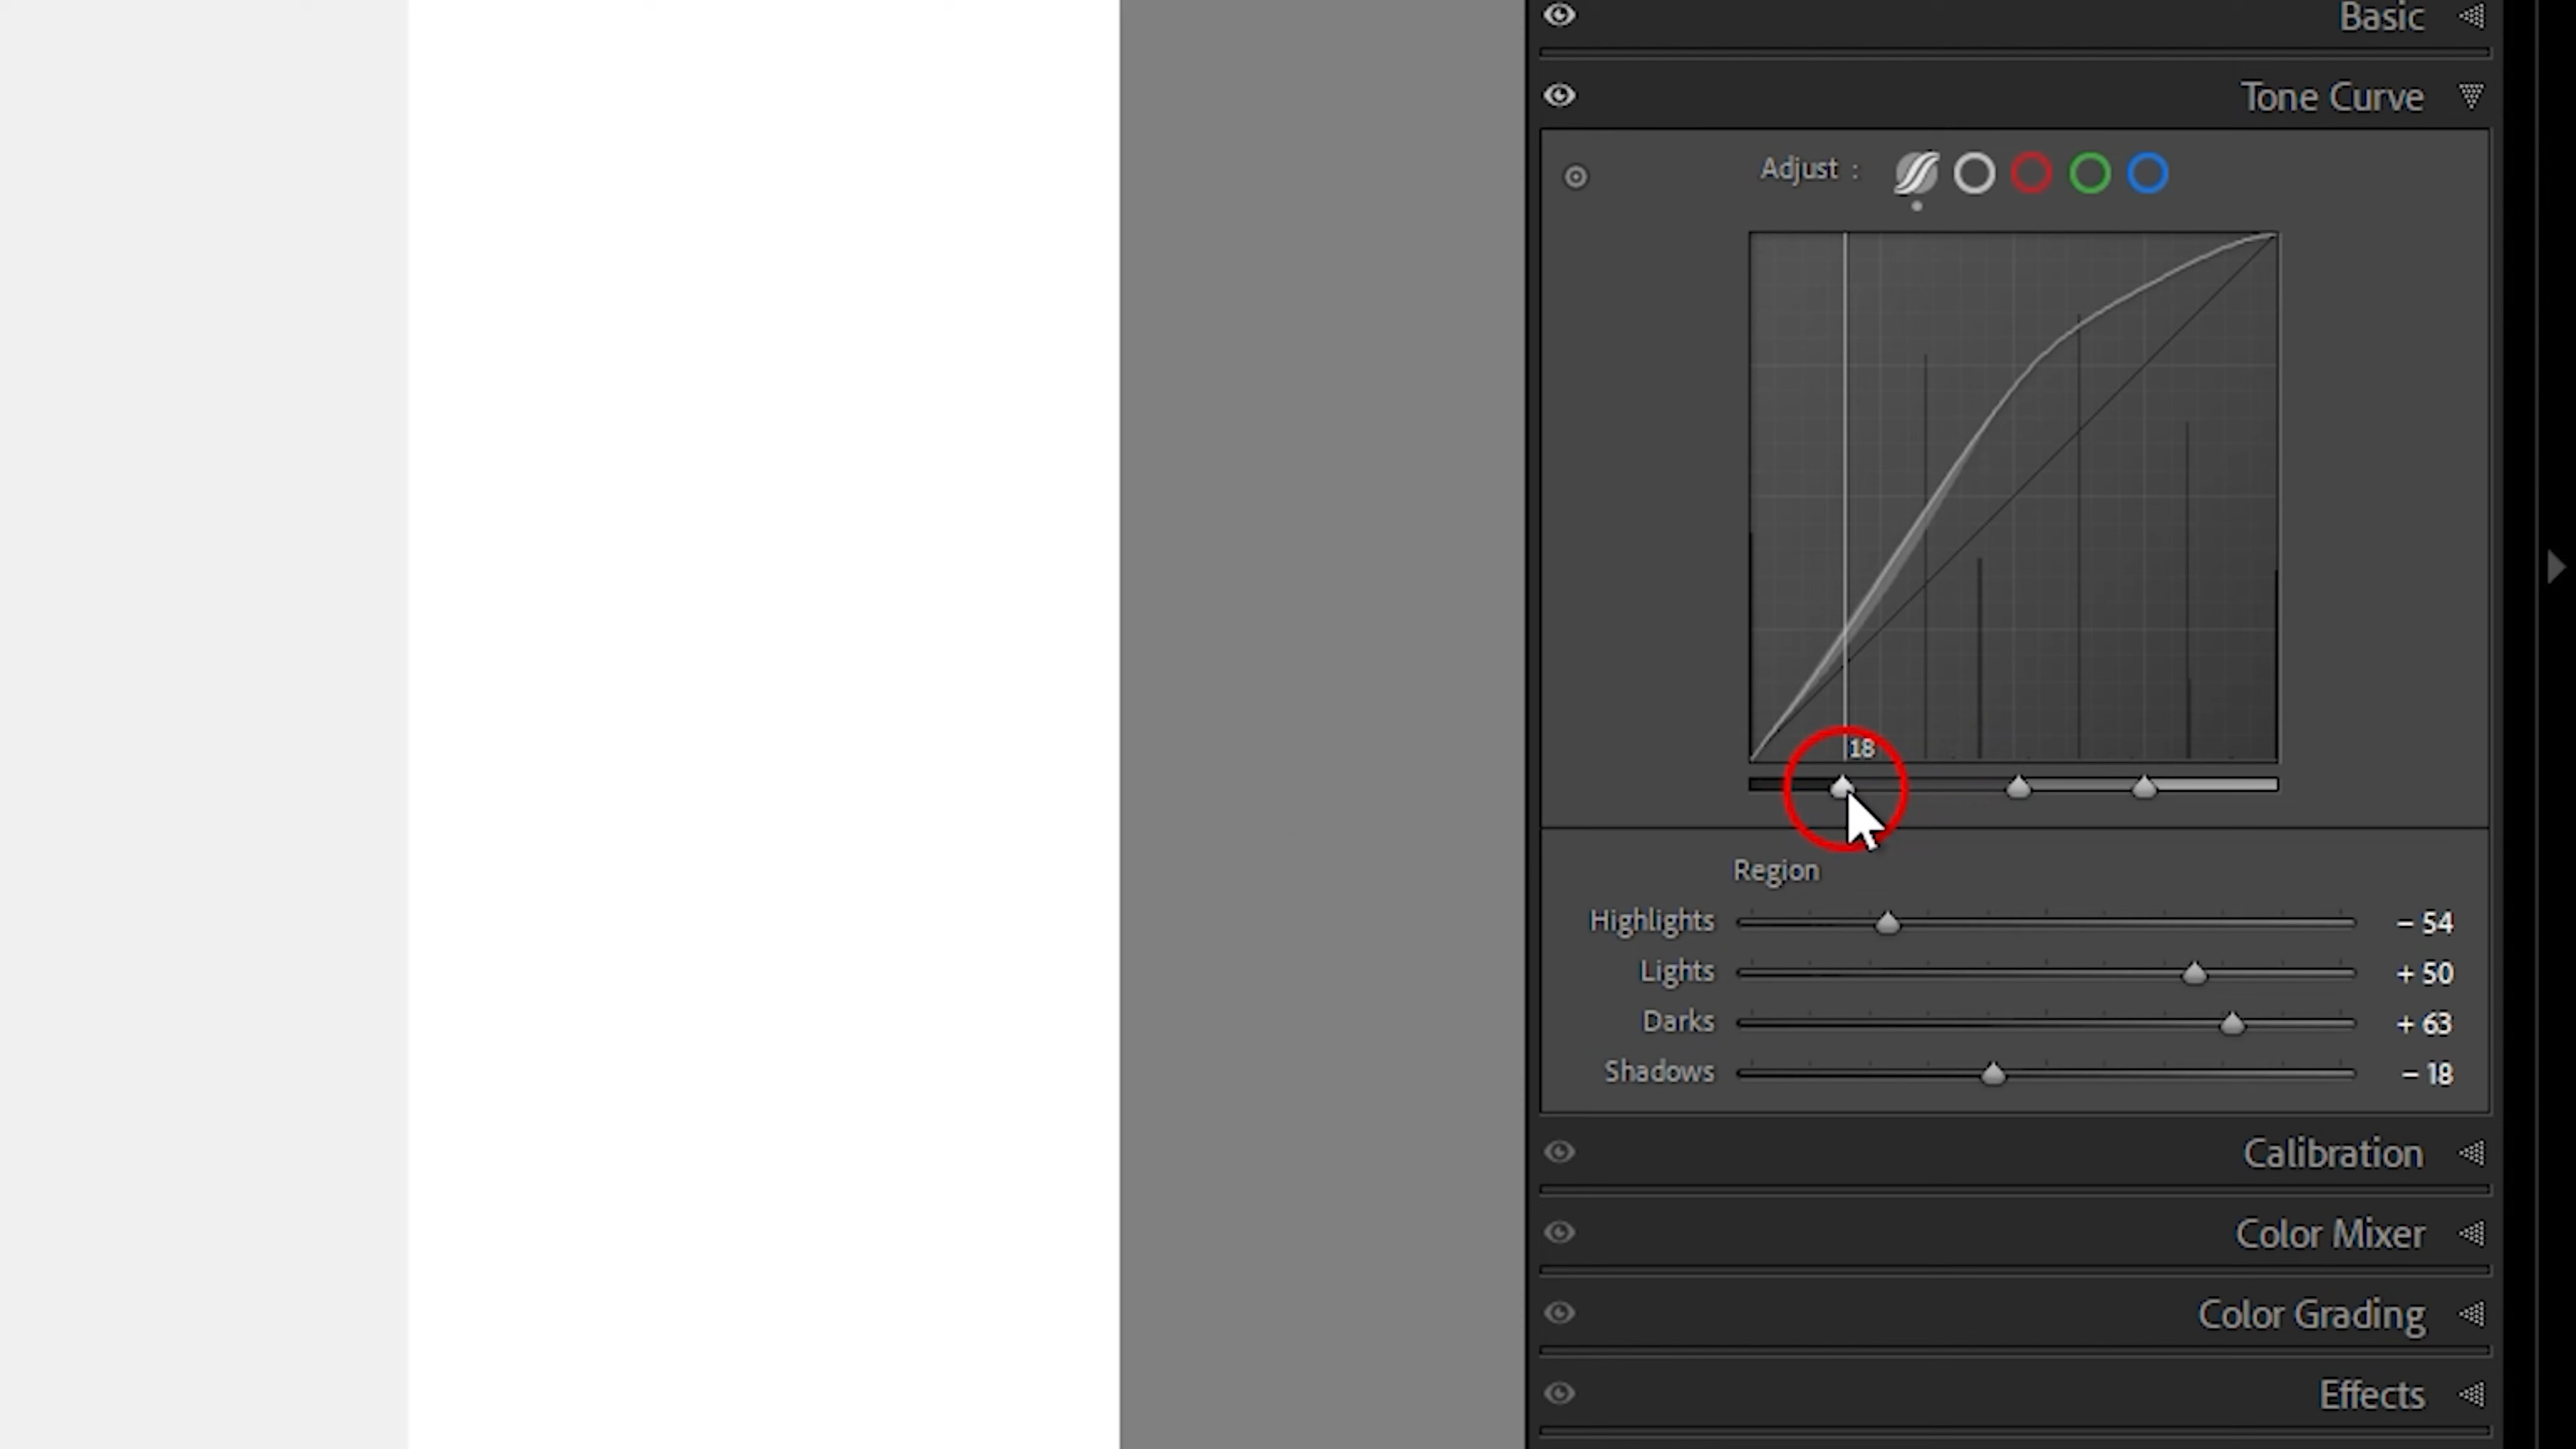 Basic
Tone Curve
Adjust :
18
Region
Highlights – 54
Lights + 50
Darks + 63
Shadows – 18
Calibration
Color Mixer
Color Grading
Effects